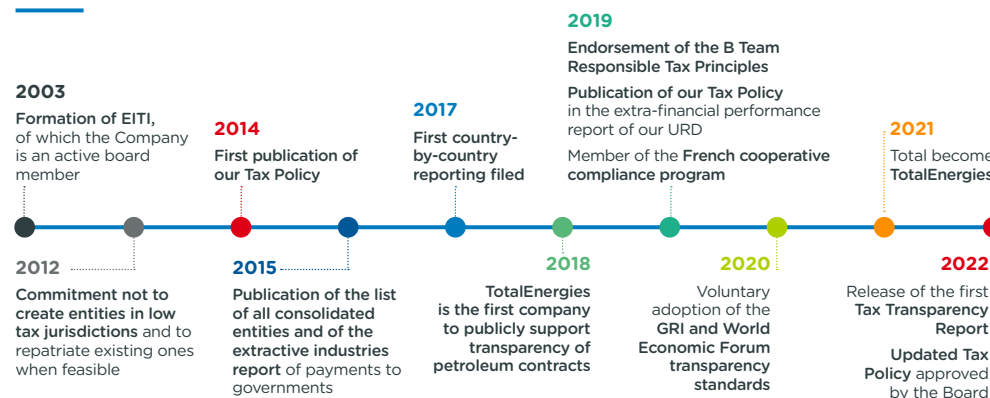 2003
Formation of EITI,
of which the Company
is an active board
member
2012
Commitment not to
create entities in low
tax jurisdictions and to
repatriate existing ones
when feasible
2014
First publication of
our Tax Policy
2015
Publication of the list
of all consolidated
entities and of the
extractive industries
report of payments to
governments
2017
First country-
by-country
reporting filed
2018
TotalEnergies
is the first company
to publicly support
transparency of
petroleum contracts
2019
Endorsement of the B Team
Responsible Tax Principles
Publication of our Tax Policy
in the extra-financial performance
report of our URD
Member of the French cooperative
compliance program
2020
Voluntary
adoption of the
GRI and World
Economic Forum
transparency
standards
2021
Total become
TotalEnergies
2022
Release of the first
Tax Transparency
Report
Updated Tax
Policy approved
by the Board